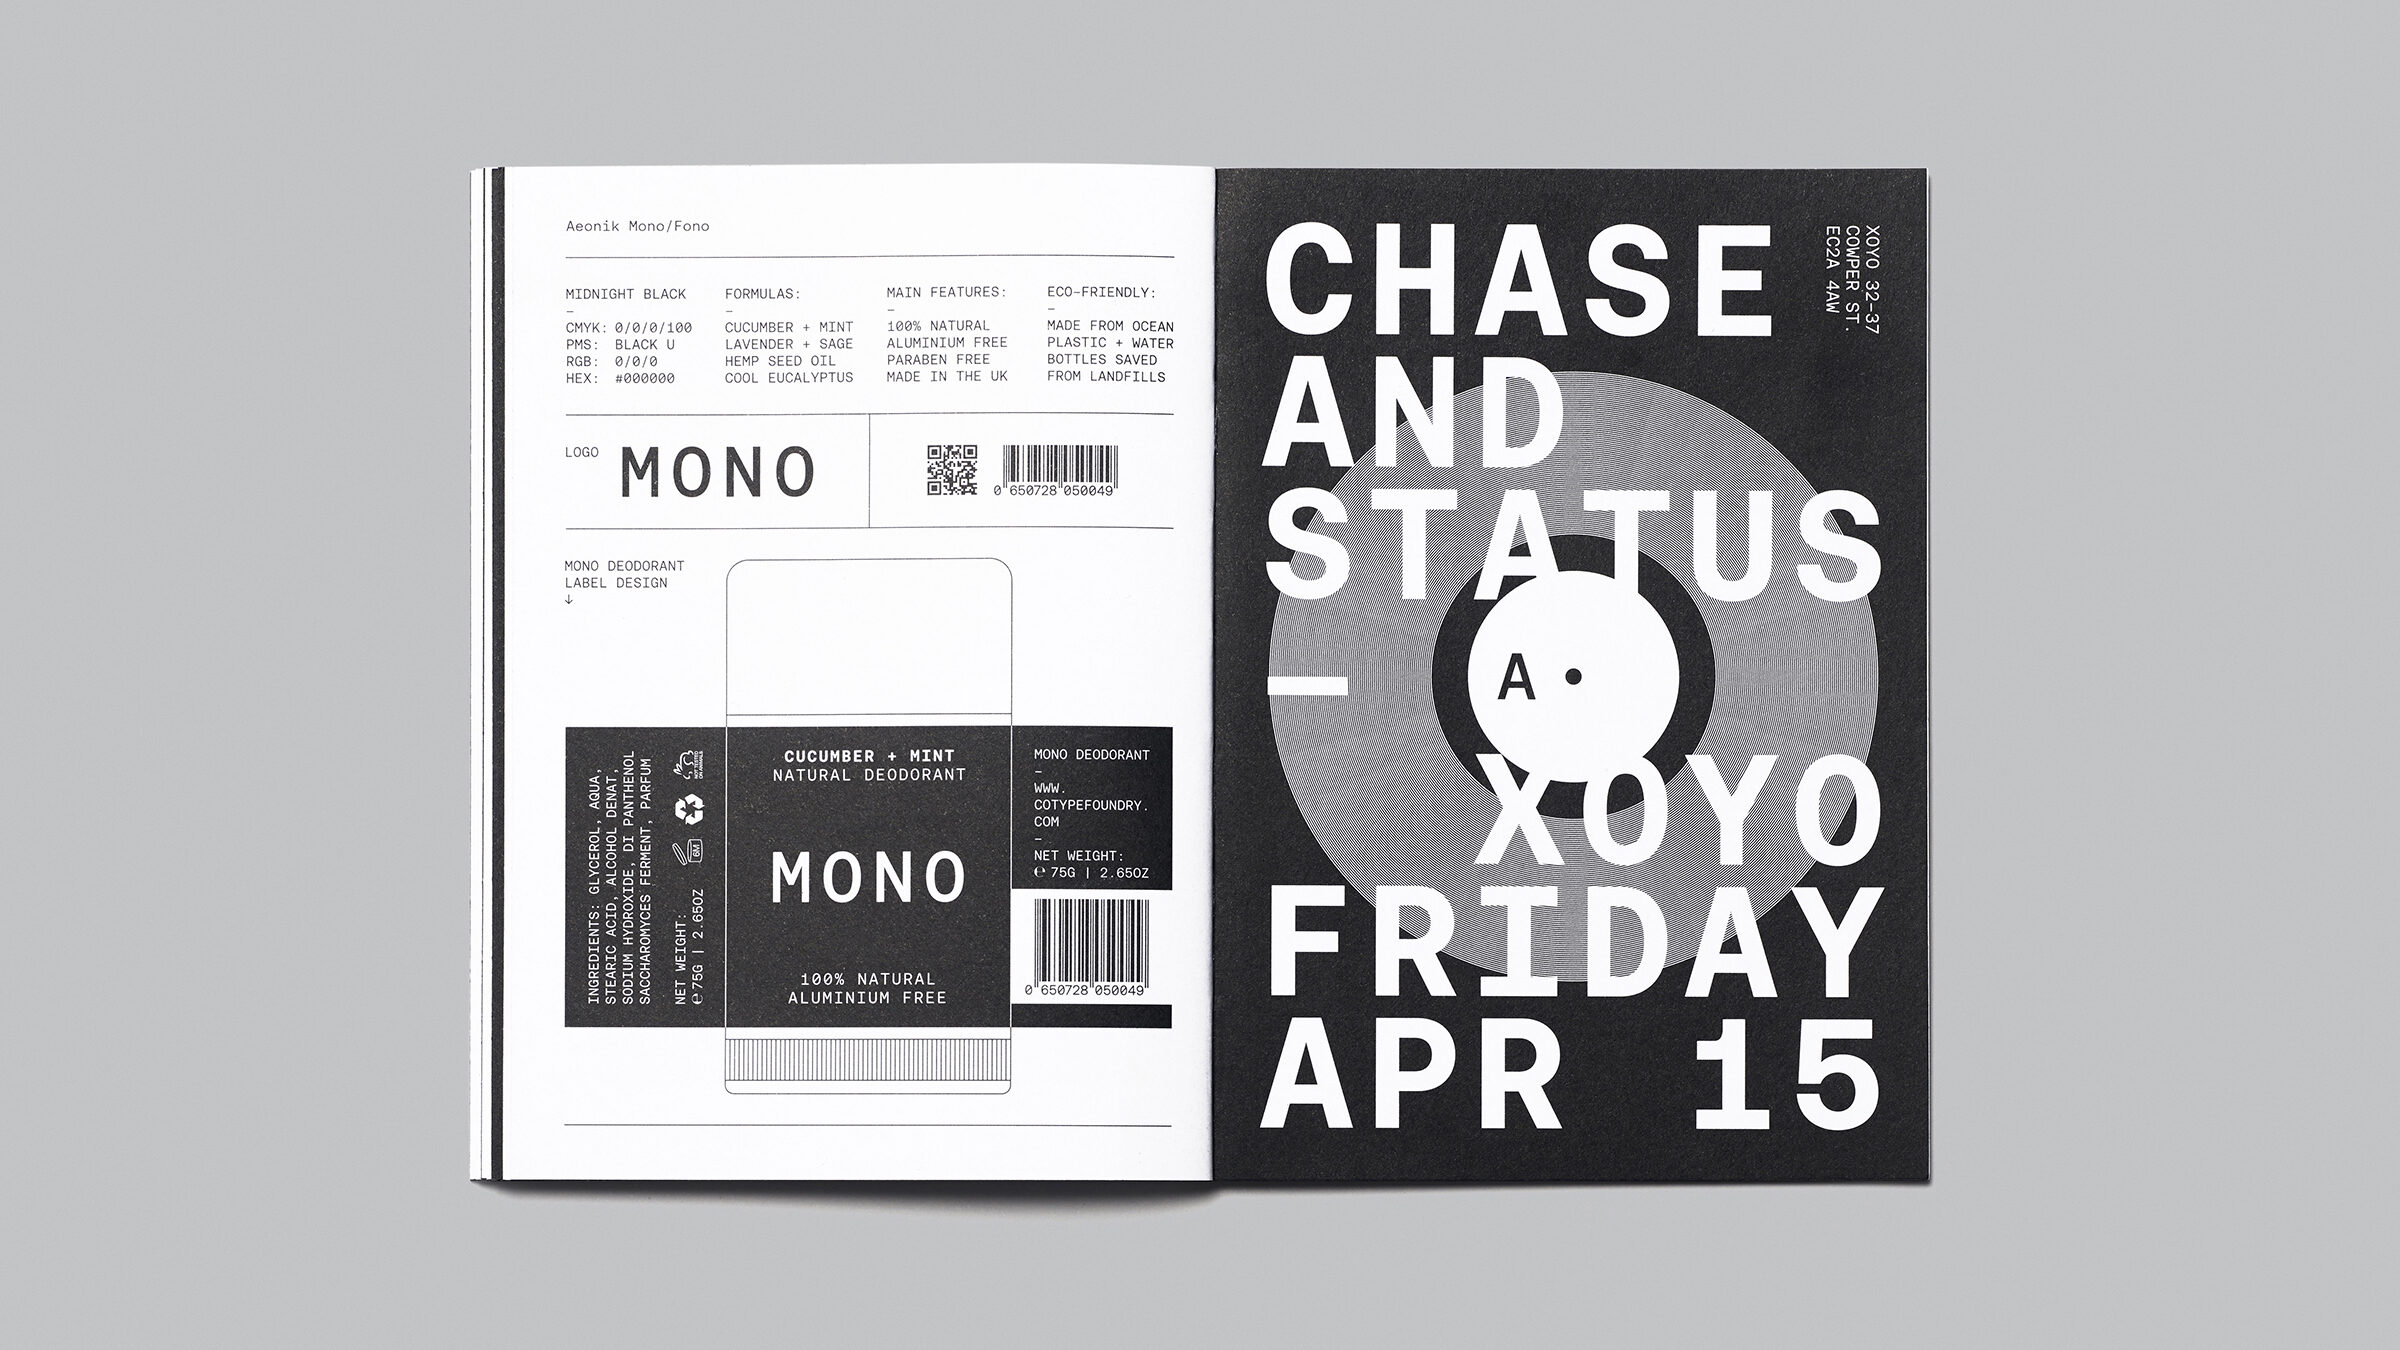 Aeonik Mono/Fono
MIDNIGHT BLACK
–
CMYK: 0/0/0/100
PMS: BLACK U
RGB: 0/0/0
HEX: #000000
FORMULAS:
–
CUCUMBER + MINT
LAVENDER + SAGE
HEMP SEED OIL
COOL EUCALYPTUS
MAIN FEATURES:
–
100% NATURAL
ALUMINIUM FREE
PARABEN FREE
MADE IN THE UK
ECO-FRIENDLY:
–
MADE FROM OCEAN
PLASTIC + WATER
BOTTLES SAVED
FROM LANDFILLS
LOGO
MONO
0 650728 050049
MONO DEODORANT
LABEL DESIGN
↓
INGREDIENTS: GLYCEROL, AQUA,
STEARIC ACID, ALCOHOL DENAT,
SODIUM HYDROXIDE, DI PANTHENOL
SACCHAROMYCES FERMENT, PARFUM
NOT TESTED
ON ANIMALS
6M
NET WEIGHT:
℮ 75G | 2.65OZ
CUCUMBER + MINT
NATURAL DEODORANT
MONO
100% NATURAL
ALUMINIUM FREE
MONO DEODORANT
–
WWW.
COTYPEFOUNDRY.
COM
–
NET WEIGHT:
℮ 75G | 2.65OZ
0 650728 050049
CHASE
AND
STATUS
–
XOYO
FRIDAY
APR 15
XOYO 32–37
COWPER ST.
EC2A 4AW
A